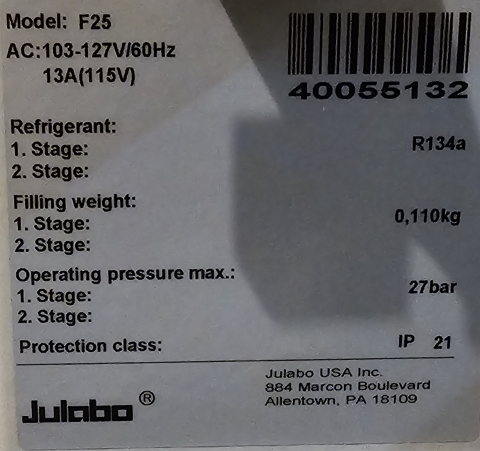 Model: F25
AC:103-127V/60Hz
13A(115V)
40055132
Refrigerant:
1. Stage: R134a
2. Stage:
Filling weight:
1. Stage: 0,110kg
2. Stage:
Operating pressure max.:
1. Stage: 27bar
2. Stage:
Protection class: IP 21
Julabo USA Inc.
884 Marcon Boulevard
Allentown, PA 18109
Julabo ®